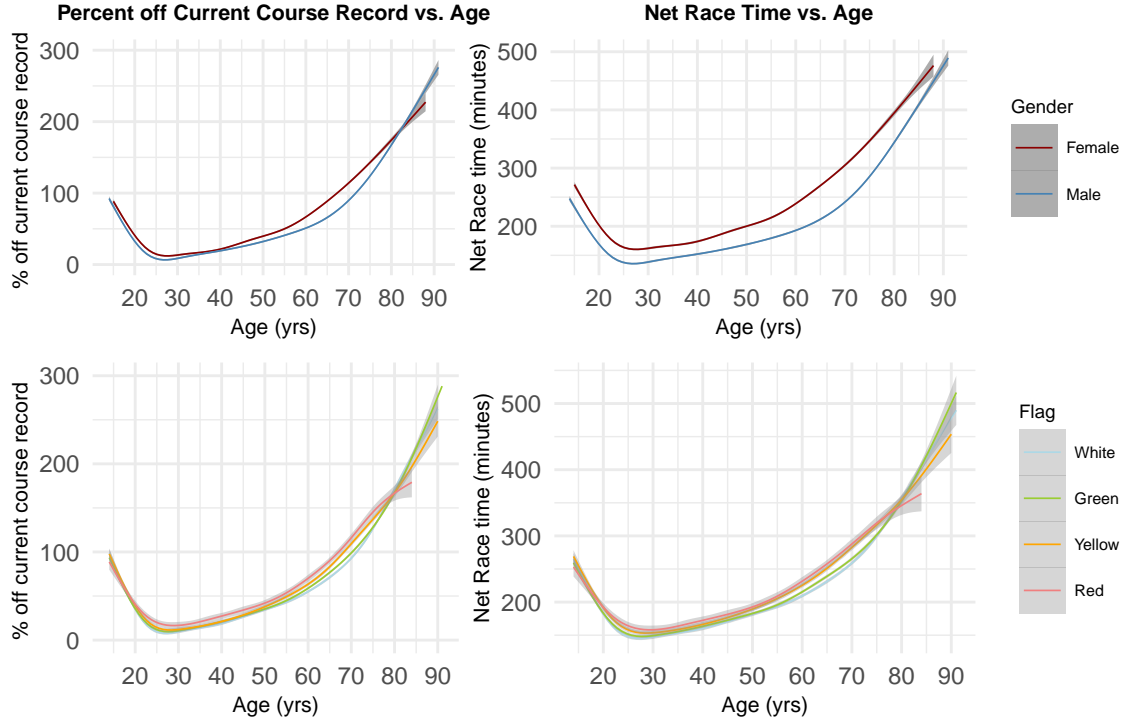 Percent off Current Course Record vs. Age
Net Race Time vs. Age
% off current course record
300
200
100
0
20 30 40 50 60 70 80 90
Age (yrs)
Net Race time (minutes)
500
400
300
200
20 30 40 50 60 70 80 90
Age (yrs)
Gender
Female
Male
% off current course record
300
200
100
0
20 30 40 50 60 70 80 90
Age (yrs)
Net Race time (minutes)
500
400
300
200
20 30 40 50 60 70 80 90
Age (yrs)
Flag
White
Green
Yellow
Red